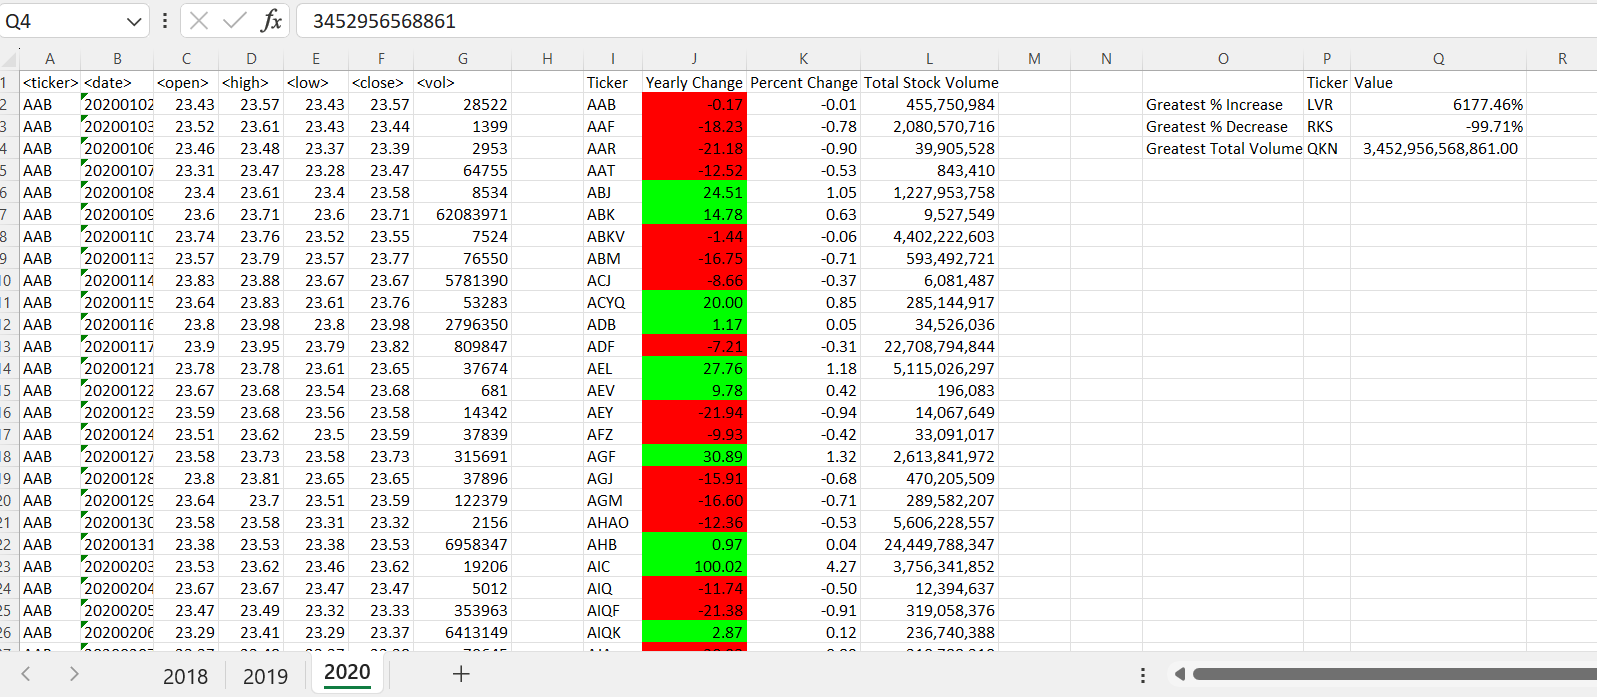 Q4 fx 3452956568861
A B C D E F G H I J K L M N O P Q R
1 <ticker> <date> <open> <high> <low> <close> <vol> Ticker Yearly Change Percent Change Total Stock Volume Ticker Value
2 AAB 20200102 23.43 23.57 23.43 23.57 28522 AAB -0.17 -0.01 455,750,984 Greatest % Increase LVR 6177.46%
3 AAB 20200103 23.52 23.61 23.43 23.44 1399 AAF -18.23 -0.78 2,080,570,716 Greatest % Decrease RKS -99.71%
4 AAB 20200106 23.46 23.48 23.37 23.39 2953 AAR -21.18 -0.90 39,905,528 Greatest Total Volume QKN 3,452,956,568,861.00
5 AAB 20200107 23.31 23.47 23.28 23.47 64755 AAT -12.52 -0.53 843,410
6 AAB 20200108 23.4 23.61 23.4 23.58 8534 ABJ 24.51 1.05 1,227,953,758
7 AAB 20200109 23.6 23.71 23.6 23.71 62083971 ABK 14.78 0.63 9,527,549
8 AAB 20200110 23.74 23.76 23.52 23.55 7524 ABKV -1.44 -0.06 4,402,222,603
9 AAB 20200113 23.57 23.79 23.57 23.77 76550 ABM -16.75 -0.71 593,492,721
10 AAB 20200114 23.83 23.88 23.67 23.67 5781390 ACJ -8.66 -0.37 6,081,487
11 AAB 20200115 23.64 23.83 23.61 23.76 53283 ACYQ 20.00 0.85 285,144,917
12 AAB 20200116 23.8 23.98 23.8 23.98 2796350 ADB 1.17 0.05 34,526,036
13 AAB 20200117 23.9 23.95 23.79 23.82 809847 ADF -7.21 -0.31 22,708,794,844
14 AAB 20200121 23.78 23.78 23.61 23.65 37674 AEL 27.76 1.18 5,115,026,297
15 AAB 20200122 23.67 23.68 23.54 23.68 681 AEV 9.78 0.42 196,083
16 AAB 20200123 23.59 23.68 23.56 23.58 14342 AEY -21.94 -0.94 14,067,649
17 AAB 20200124 23.51 23.62 23.5 23.59 37839 AFZ -9.93 -0.42 33,091,017
18 AAB 20200127 23.58 23.73 23.58 23.73 315691 AGF 30.89 1.32 2,613,841,972
19 AAB 20200128 23.8 23.81 23.65 23.65 37896 AGJ -15.91 -0.68 470,205,509
20 AAB 20200129 23.64 23.7 23.51 23.59 122379 AGM -16.60 -0.71 289,582,207
21 AAB 20200130 23.58 23.58 23.31 23.32 2156 AHAO -12.36 -0.53 5,606,228,557
22 AAB 20200131 23.38 23.53 23.38 23.53 6958347 AHB 0.97 0.04 24,449,788,347
23 AAB 20200203 23.53 23.62 23.46 23.62 19206 AIC 100.02 4.27 3,756,341,852
24 AAB 20200204 23.67 23.67 23.47 23.47 5012 AIQ -11.74 -0.50 12,394,637
25 AAB 20200205 23.47 23.49 23.32 23.33 353963 AIQF -21.38 -0.91 319,058,376
26 AAB 20200206 23.29 23.41 23.29 23.37 6413149 AIQK 2.87 0.12 236,740,388
2018 2019 2020